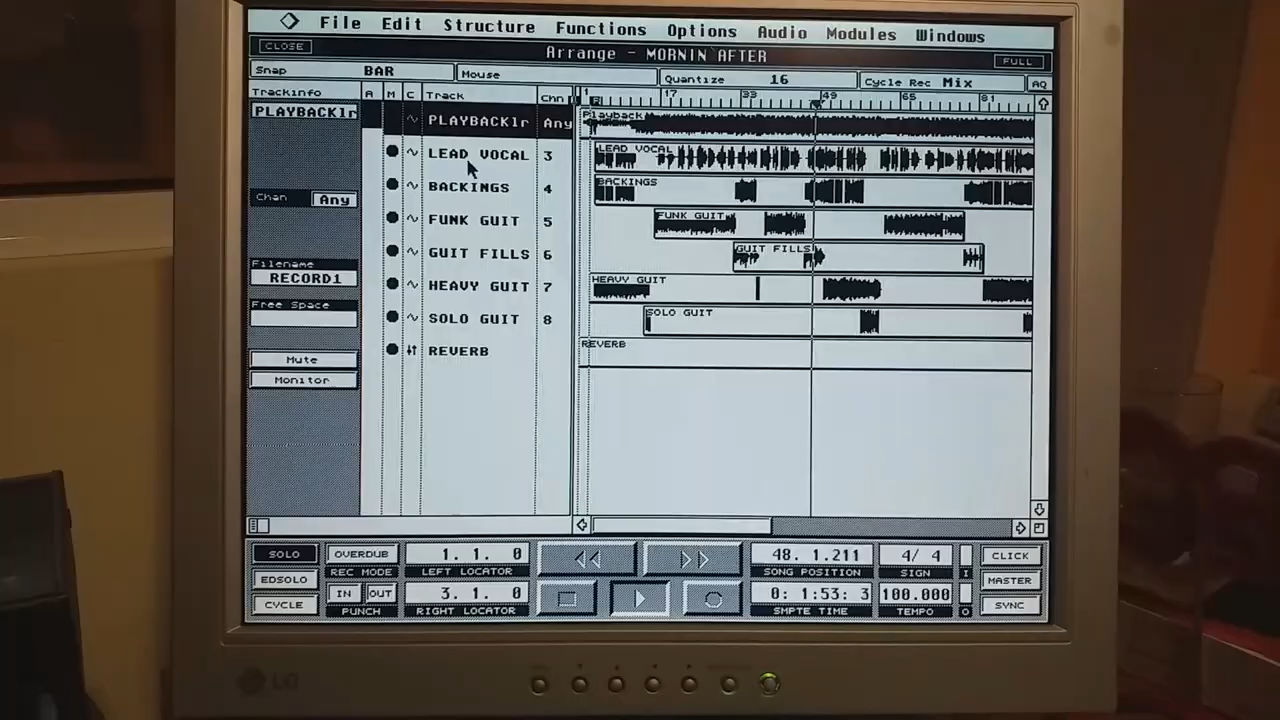 File Edit Structure Functions Options Audio Modules Windows
CLOSE Arrange - MORNIN AFTER FULL
Snap BAR Mouse Quantize 16 Cycle Rec Mix AQ
TrackInfo A M C Track Chn 1 17 33 49 65 81
PLAYBACK1r PLAYBACK1r Any Playback
LEAD VOCAL 3 LEAD VOCAL
BACKINGS 4 BACKINGS
Chan Any
FUNK GUIT 5 FUNK GUIT
GUIT FILLS 6 GUIT FILLS
Filename
RECORD1 HEAVY GUIT 7 HEAVY GUIT
Free Space
SOLO GUIT 8 SOLO GUIT
REVERB REVERB
Mute
Monitor
SOLO OVERDUB 1. 1. 0 48. 1.211 4/ 4 CLICK
REC MODE LEFT LOCATOR SONG POSITION SIGN I
EDSOLO MASTER
IN OUT 3. 1. 0 0: 1:53: 3 100.000
CYCLE PUNCH RIGHT LOCATOR SMPTE TIME TEMPO O SYNC
LG